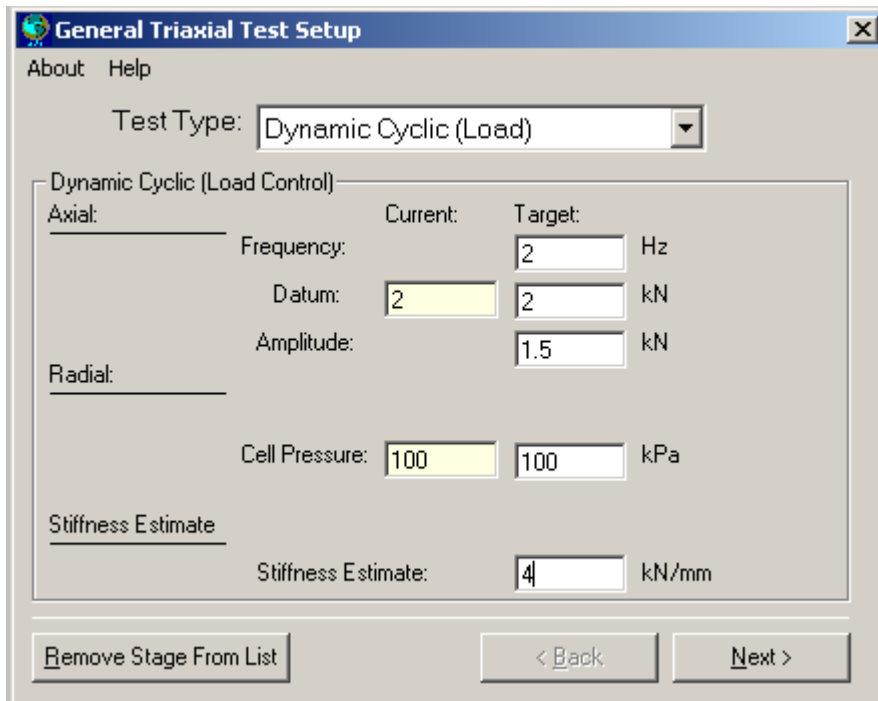 General Triaxial Test Setup
About Help
Test Type: Dynamic Cyclic (Load)
Dynamic Cyclic (Load Control)
Axial: Current: Target:
Frequency: 2 Hz
Datum: 2 2 kN
Amplitude: 1.5 kN
Radial:
Cell Pressure: 100 100 kPa
Stiffness Estimate
Stiffness Estimate: 4 kN/mm
Remove Stage From List < Back Next >